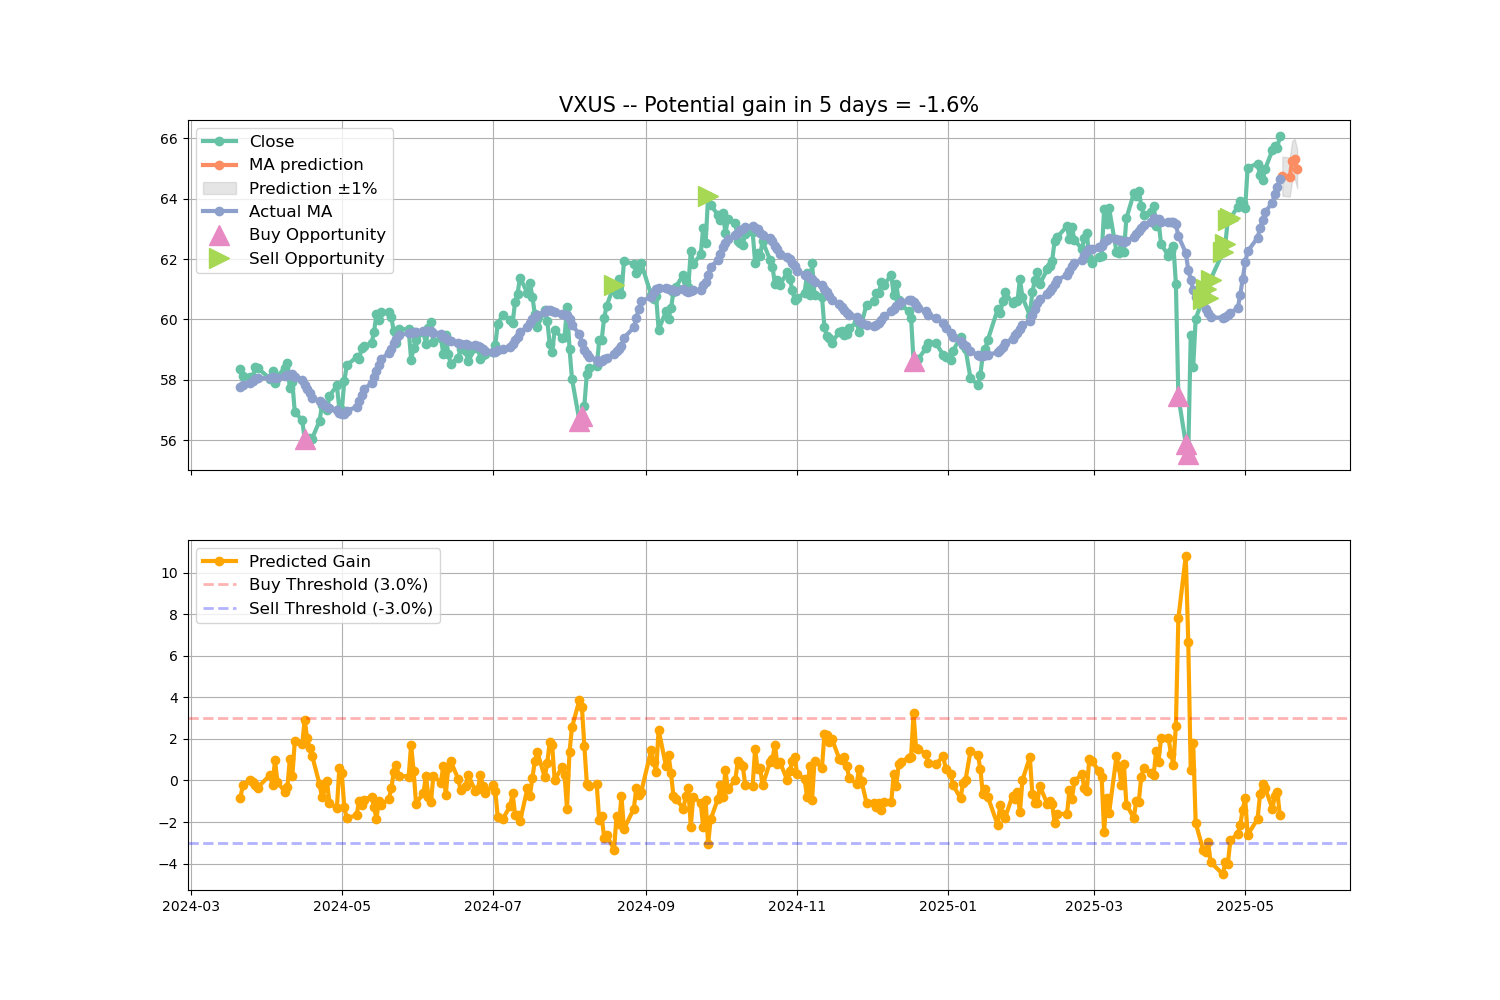 VXUS -- Potential gain in 5 days = -1.6%
66
64
62
60
58
56
Close
MA prediction
Prediction ±1%
Actual MA
Buy Opportunity
Sell Opportunity
10
8
6
4
2
0
−2
−4
Predicted Gain
Buy Threshold (3.0%)
Sell Threshold (-3.0%)
2024-03 2024-05 2024-07 2024-09 2024-11 2025-01 2025-03 2025-05